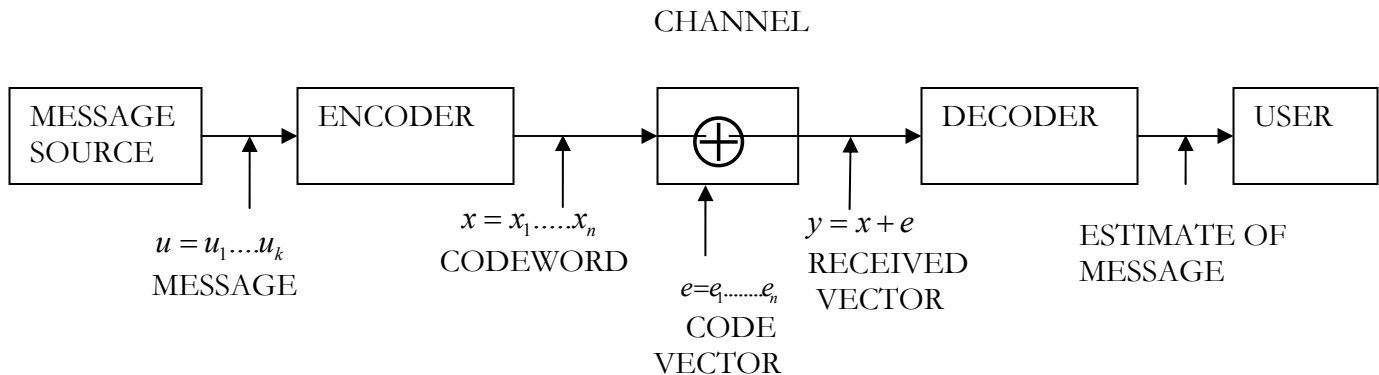 CHANNEL
MESSAGE
SOURCE
ENCODER
DECODER
USER
u = u₁....uₖ
MESSAGE
x = x₁.....xₙ
CODEWORD
e=e₁........eₙ
CODE
VECTOR
y = x + e
RECEIVED
VECTOR
ESTIMATE OF
MESSAGE